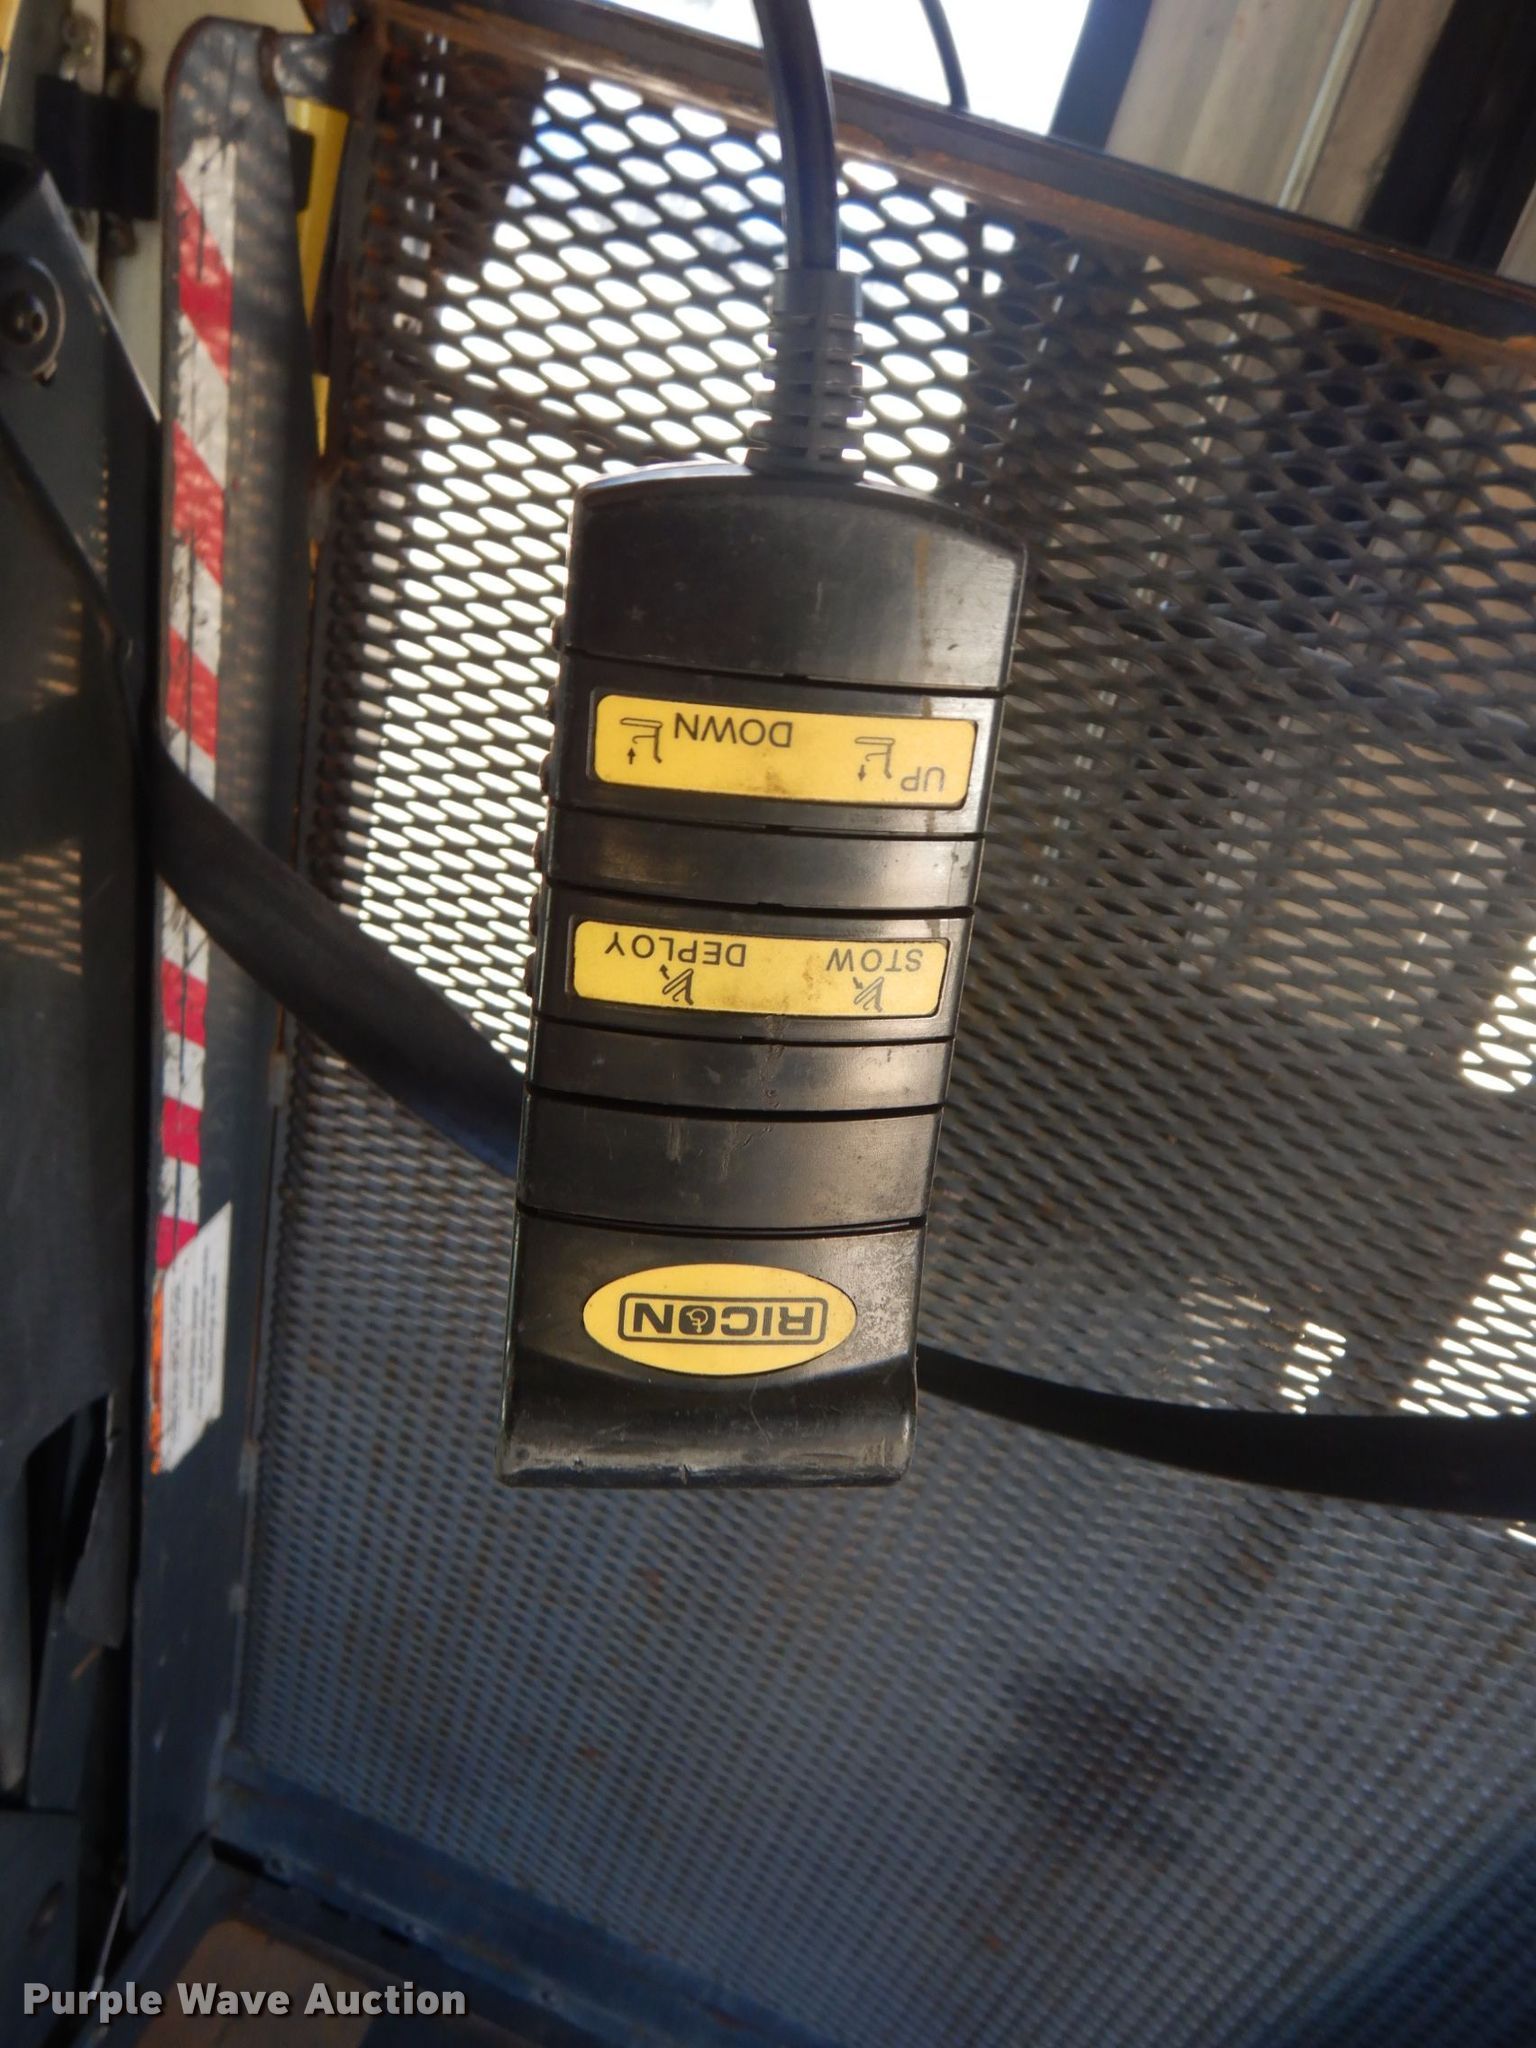 RICON
STOW DEPLOY
UP DOWN
Purple Wave Auction